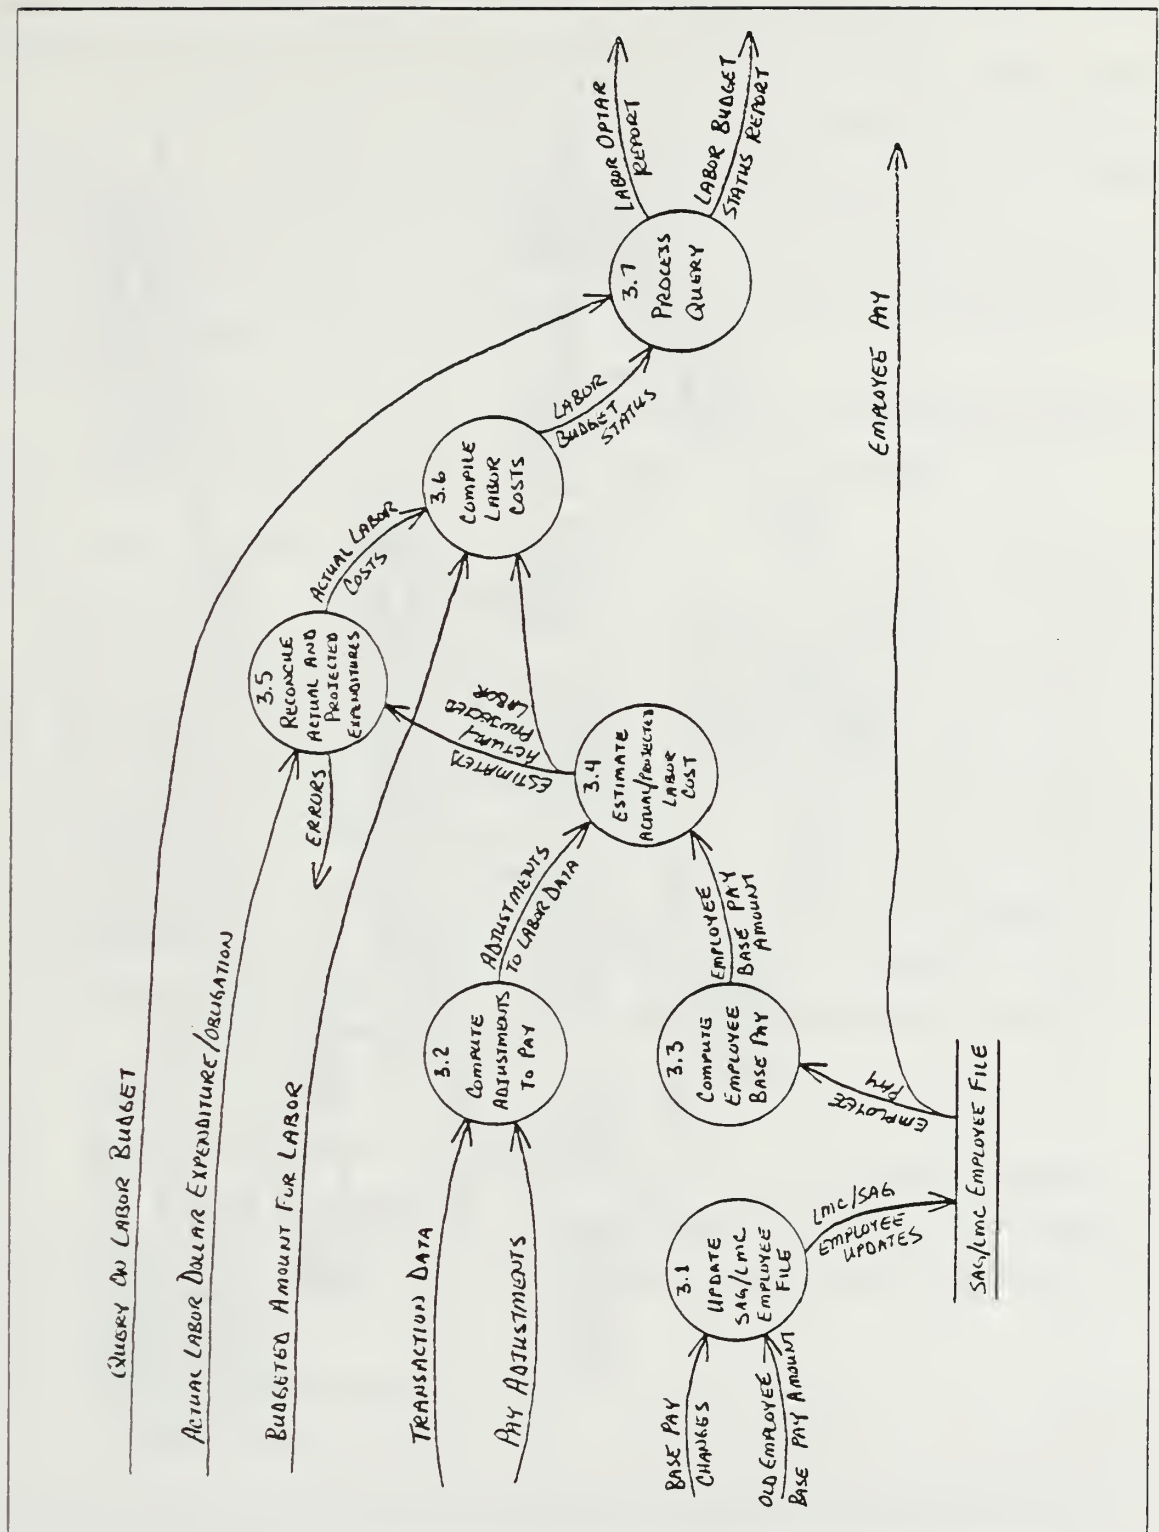 QUERY ON LABOR BUDGET
ACTUAL LABOR DOLLAR EXPENDITURE/OBLIGATION
BUDGETED AMOUNT FOR LABOR
TRANSACTION DATA
PAY ADJUSTMENTS
BASE PAY
CHANGES
OLD EMPLOYEE
BASE PAY AMOUNT
3.1
UPDATE
SAG/LMC
EMPLOYEE
FILE
LMC/SAG
EMPLOYEE
UPDATES
SAG/LMC EMPLOYEE FILE
EMPLOYEE
PAY
EMPLOYEE PAY
3.2
COMPUTE
ADJUSTMENTS
TO PAY
ADJUSTMENTS
TO LABOR DATA
3.3
COMPUTE
EMPLOYEE
BASE PAY
EMPLOYEE
BASE PAY
AMOUNT
3.4
ESTIMATE
ACTUAL/PROJECTED
LABOR
COST
ESTIMATED
ACTUAL/
PROJECTED
LABOR
3.5
RECONCILE
ACTUAL AND
PROJECTED
EXPENDITURES
ERRORS
ACTUAL LABOR
COSTS
3.6
COMPILE
LABOR
COSTS
LABOR
BUDGET
STATUS
3.7
PROCESS
QUERY
LABOR OPTAR
REPORT
LABOR BUDGET
STATUS REPORT